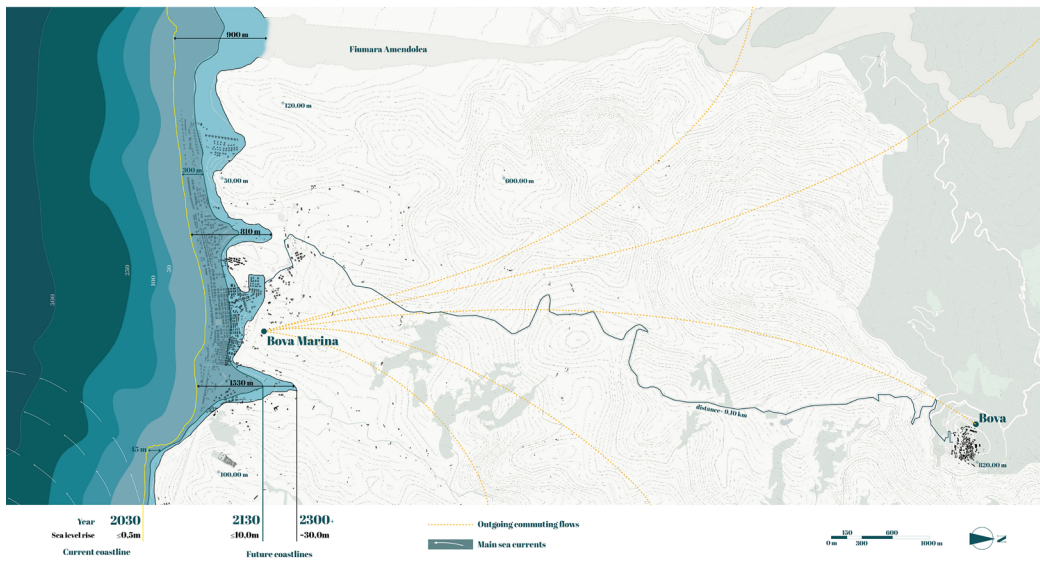 900 m
Fiumara Amendolea
120.00 m
300 m
50.00 m
600.00 m
810 m
50
100
250
500
Bova Marina
1530 m
distance- 9,10 km
Bova
45 m
100.00 m
820.00 m
Year 2030 2130 2300+
Sea level rise ≤0,5m ≤10,0m ~30,0m
Current coastline Future coastlines
Outgoing commuting flows
Main sea currents
150 600
0 m 300 1000 m